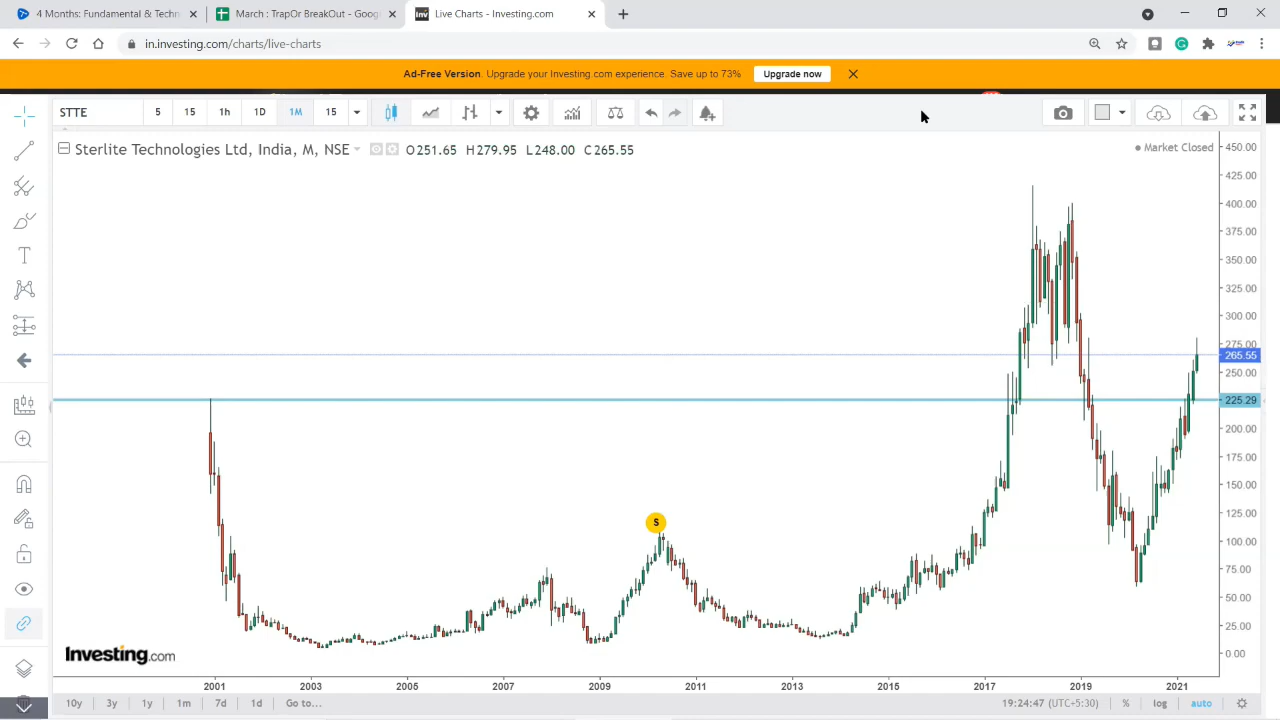 4 Months: Fundamental & Techn
March : TrapOr BreakOut - Goog
Live Charts - Investing.com
in.investing.com/charts/live-charts
Ad-Free Version. Upgrade your Investing.com experience. Save up to 73%
Upgrade now
STTE 5 15 1h 1D 1M 15
Sterlite Technologies Ltd, India, M, NSE O251.65 H279.95 L248.00 C265.55
Market Closed
450.00
425.00
400.00
375.00
350.00
325.00
300.00
275.00
265.55
250.00
225.29
200.00
175.00
150.00
125.00
100.00
75.00
50.00
25.00
0.00
S
Investing.com
2001 2003 2005 2007 2009 2011 2013 2015 2017 2019 2021
10y 3y 1y 1m 7d 1d Go to... 19:24:47 (UTC+5:30) % log auto